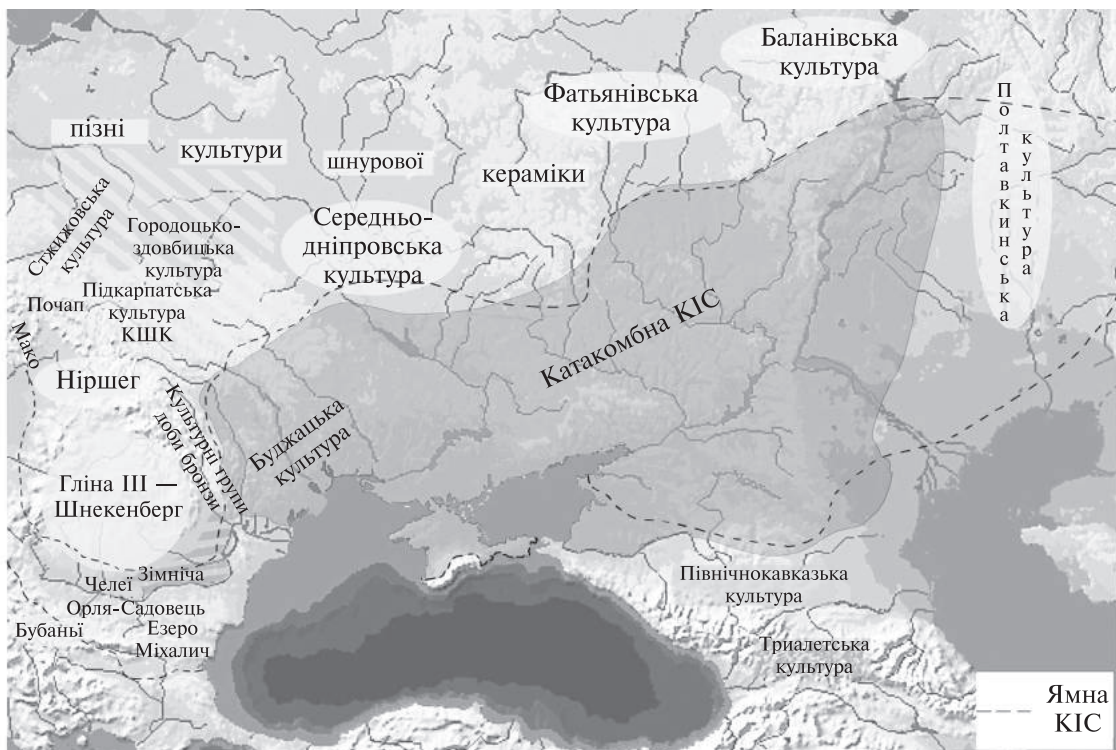 Баланівська
культура
Фатьянівська
культура
Полтавкинська
культура
пізні
культури
шнурової
кераміки
Стжижовська
культура
Городоцько-
здовбицька
культура
Середньо-
дніпровська
культура
Почап
Підкарпатська
культура
КШК
Мако
Ніршег
Культурні групи
доби бронзи
Буджацька
культура
Катакомбна КІС
Гліна III —
Шнекенберг
Челеї
Зімніча
Орля-Садовець
Бубаньї
Езеро
Міхалич
Північнокавказька
культура
Триалетська
культура
Ямна
КІС